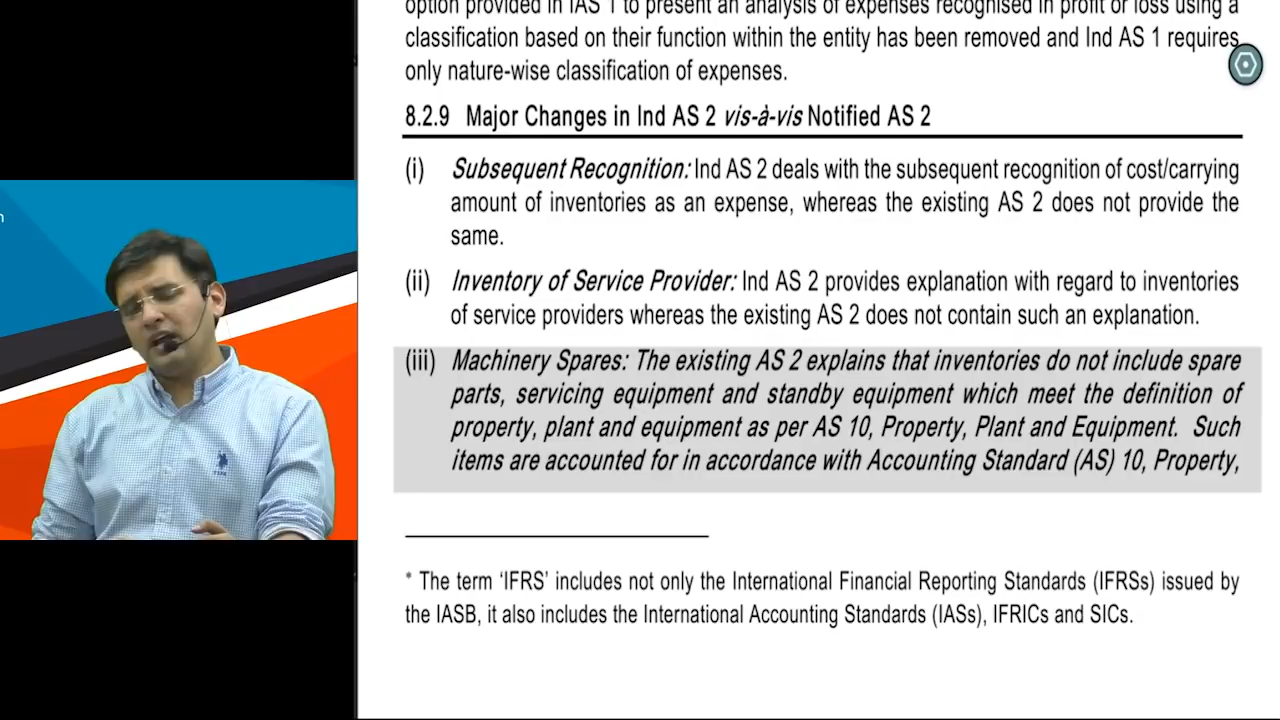 option provided in IAS 1 to present an analysis of expenses recognised in profit or loss using a
classification based on their function within the entity has been removed and Ind AS 1 requires
only nature-wise classification of expenses.
8.2.9 Major Changes in Ind AS 2 vis-à-vis Notified AS 2
(i) Subsequent Recognition: Ind AS 2 deals with the subsequent recognition of cost/carrying
amount of inventories as an expense, whereas the existing AS 2 does not provide the
same.
(ii) Inventory of Service Provider: Ind AS 2 provides explanation with regard to inventories
of service providers whereas the existing AS 2 does not contain such an explanation.
(iii) Machinery Spares: The existing AS 2 explains that inventories do not include spare
parts, servicing equipment and standby equipment which meet the definition of
property, plant and equipment as per AS 10, Property, Plant and Equipment. Such
items are accounted for in accordance with Accounting Standard (AS) 10, Property,
* The term ‘IFRS’ includes not only the International Financial Reporting Standards (IFRSs) issued by
the IASB, it also includes the International Accounting Standards (IASs), IFRICs and SICs.